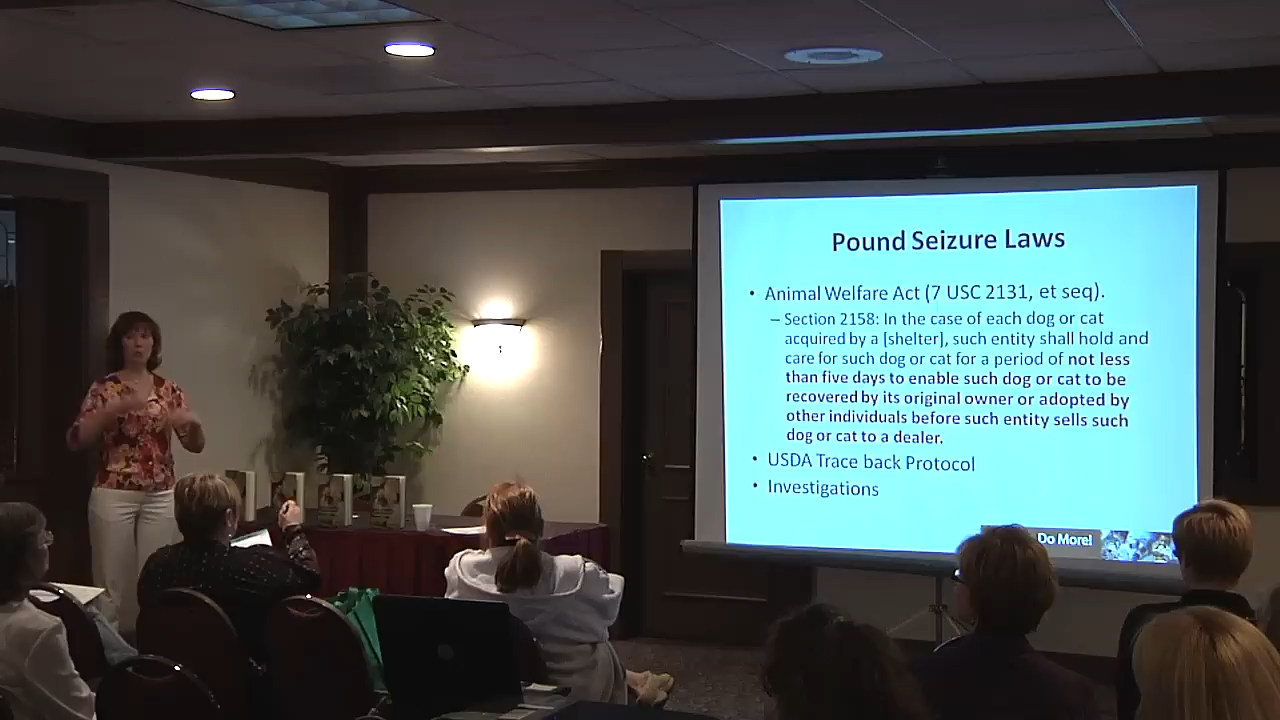 Pound Seizure Laws
• Animal Welfare Act (7 USC 2131, et seq).
– Section 2158: In the case of each dog or cat
acquired by a [shelter], such entity shall hold and
care for such dog or cat for a period of not less
than five days to enable such dog or cat to be
recovered by its original owner or adopted by
other individuals before such entity sells such
dog or cat to a dealer.
• USDA Trace back Protocol
• Investigations
Do More!